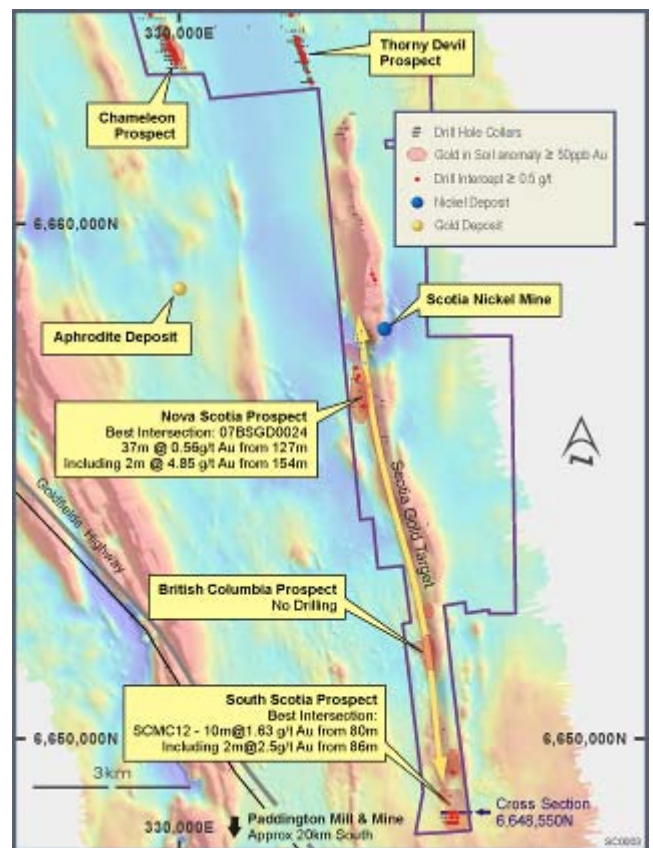 330,000E
Thorny Devil
Prospect
Chameleon
Prospect
Drill Hole Collars
Gold in Soil anomaly ≥ 50ppb Au
Drill Intercept ≥ 0.5 g/t
Nickel Deposit
Gold Deposit
6,660,000N
Scotia Nickel Mine
Aphrodite Deposit
Nova Scotia Prospect
Best Intersection: 07BSGD0024
37m @ 0.56g/t Au from 127m
Including 2m @ 4.85 g/t Au from 154m
Scotia Gold Target
Goldfields Highway
British Columbia Prospect
No Drilling
South Scotia Prospect
Best Intersection:
SCMC12 - 10m@1.63 g/t Au from 80m
Including 2m@2.5g/t Au from 86m
6,650,000N
6,650,000N
3km
Cross Section
6,648,550N
330,000E
Paddington Mill & Mine
Approx 20km South
SC0003